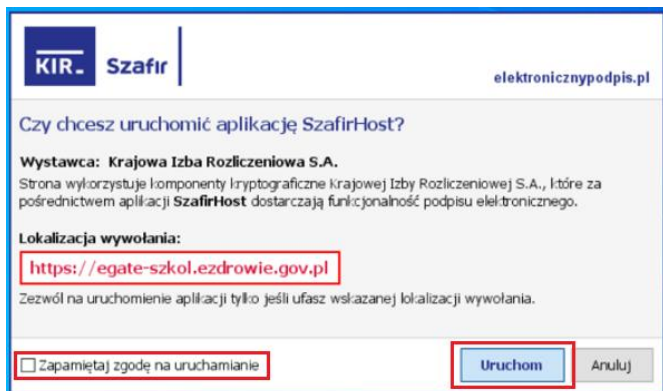 KIR_ Szafir
elektronicznypodpis.pl
Czy chcesz uruchomić aplikację SzafirHost?
Wystawca: Krajowa Izba Rozliczeniowa S.A.
Strona wykorzystuje komponenty kryptograficzne Krajowej Izby Rozliczeniowej S.A., które za
pośrednictwem aplikacji SzafirHost dostarczają funkcjonalność podpisu elektronicznego.
Lokalizacja wywołania:
https://egate-szkol.ezdrowie.gov.pl
Zezwól na uruchomienie aplikacji tylko jeśli ufasz wskazanej lokalizacji wywołania.
Zapamiętaj zgodę na uruchamianie
Uruchom Anuluj